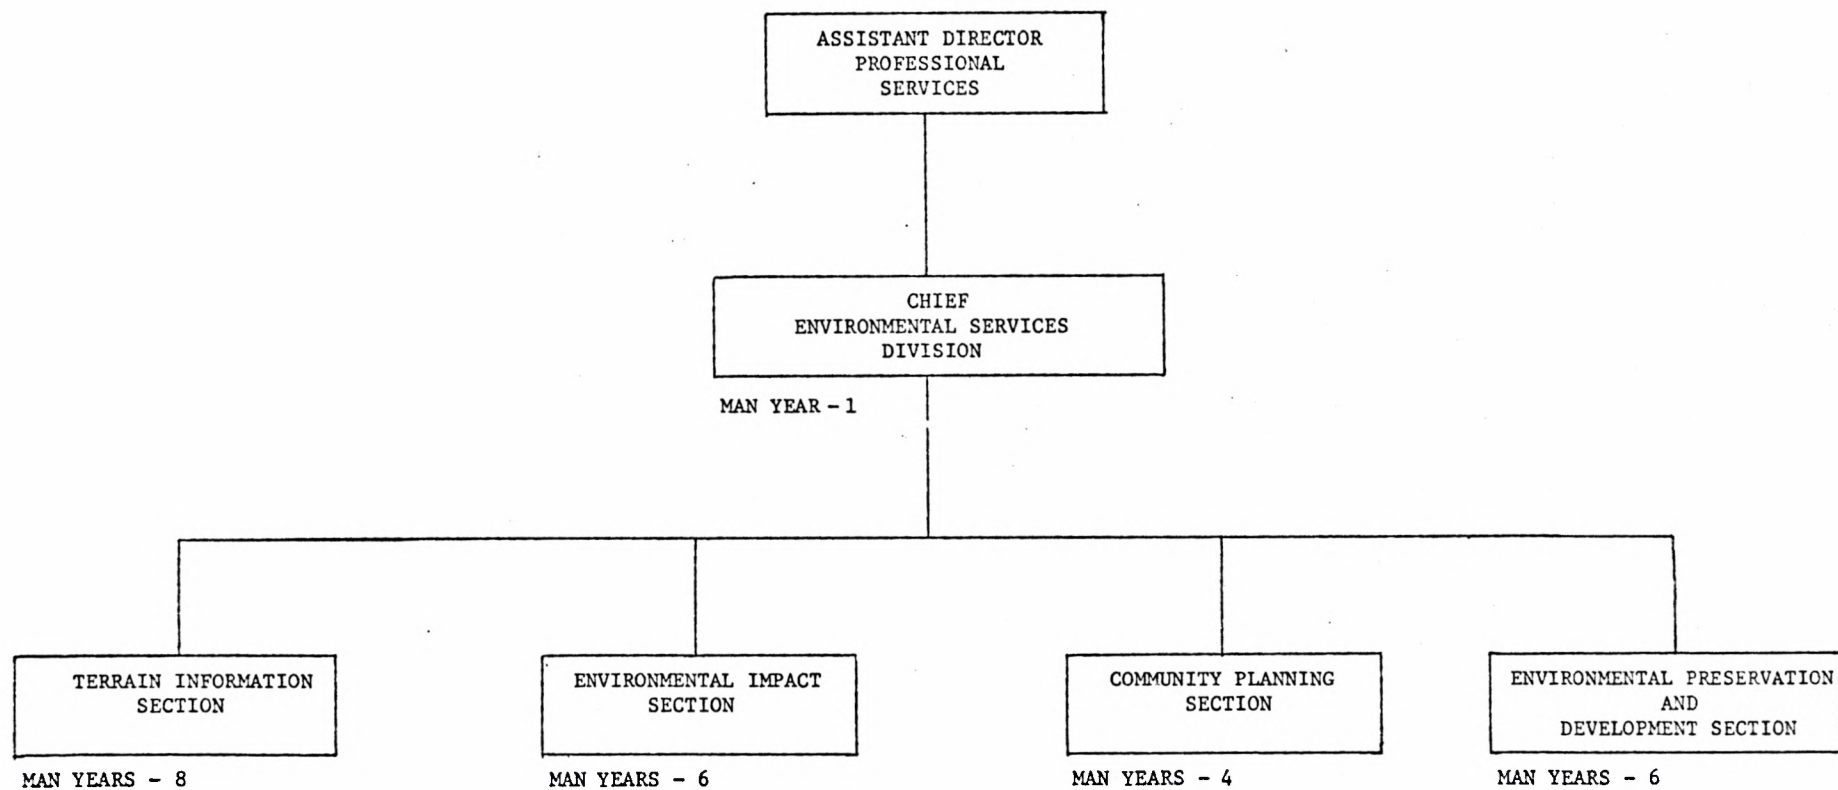 ASSISTANT DIRECTOR
PROFESSIONAL
SERVICES
CHIEF
ENVIRONMENTAL SERVICES
DIVISION
MAN YEAR - 1
TERRAIN INFORMATION
SECTION
MAN YEARS - 8
ENVIRONMENTAL IMPACT
SECTION
MAN YEARS - 6
COMMUNITY PLANNING
SECTION
MAN YEARS - 4
ENVIRONMENTAL PRESERVATION
AND
DEVELOPMENT SECTION
MAN YEARS - 6